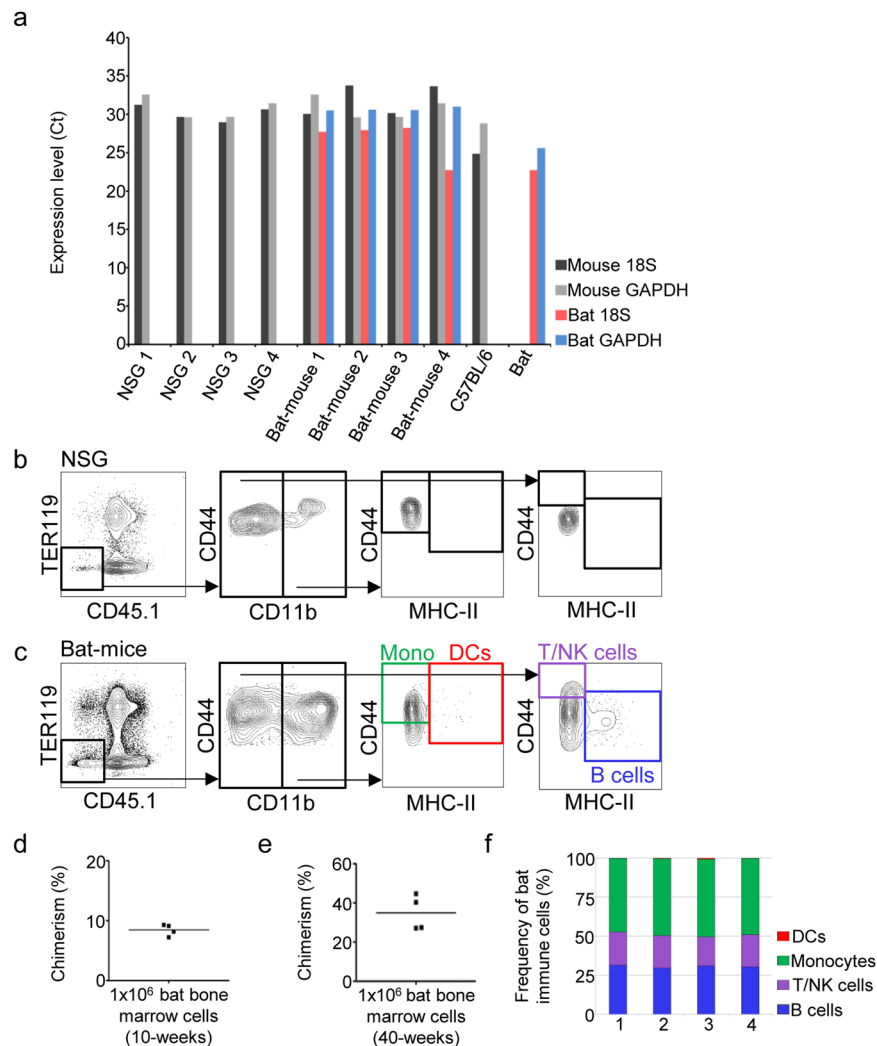 a
Expression level (Ct)
40
35
30
25
20
15
10
5
0
NSG 1
NSG 2
NSG 3
NSG 4
Bat-mouse 1
Bat-mouse 2
Bat-mouse 3
Bat-mouse 4
C57BL/6
Bat
Mouse 18S
Mouse GAPDH
Bat 18S
Bat GAPDH
b
NSG
TER119
CD45.1
CD44
CD11b
CD44
MHC-II
CD44
MHC-II
c
Bat-mice
TER119
CD45.1
CD44
CD11b
Mono
DCs
CD44
MHC-II
T/NK cells
CD44
B cells
MHC-II
d
Chimerism (%)
20
10
0
1x10⁶ bat bone
marrow cells
(10-weeks)
e
Chimerism (%)
60
40
20
0
1x10⁶ bat bone
marrow cells
(40-weeks)
f
Frequency of bat
immune cells (%)
100
75
50
25
0
1
2
3
4
DCs
Monocytes
T/NK cells
B cells